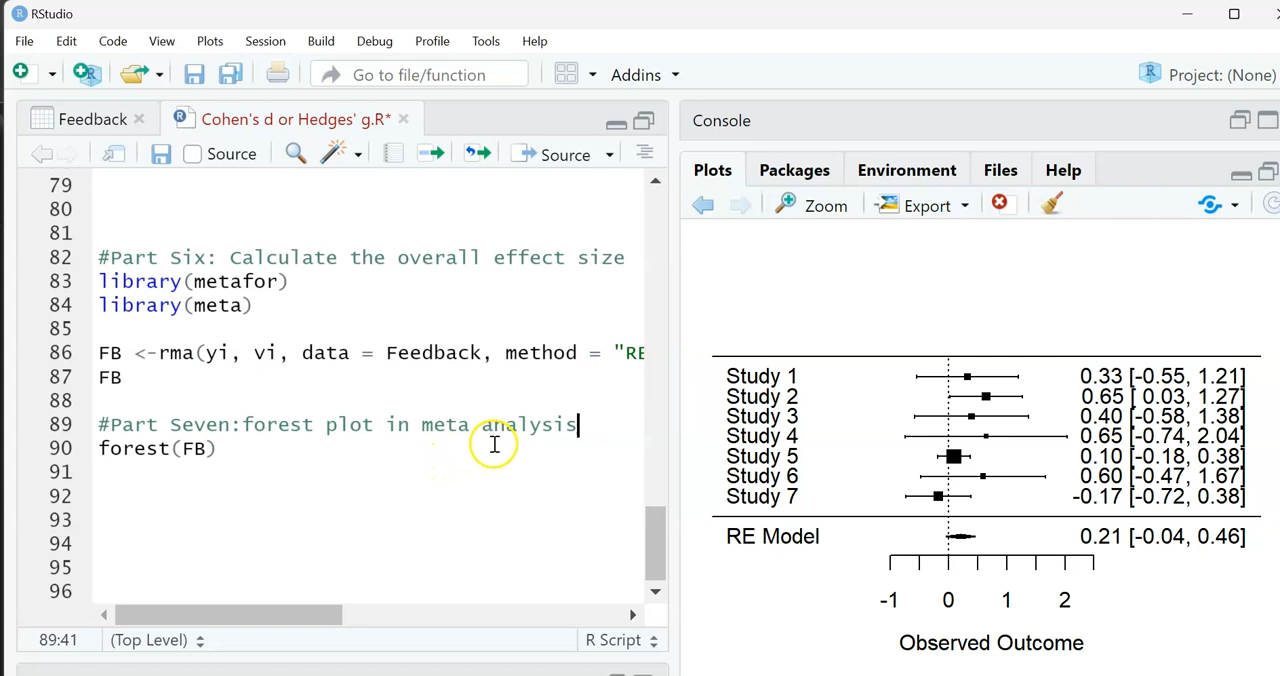 RStudio
File Edit Code View Plots Session Build Debug Profile Tools Help
Go to file/function Addins Project: (None)
Feedback Cohen's d or Hedges' g.R*
Source Source
79
80
81
82 #Part Six: Calculate the overall effect size
83 library(metafor)
84 library(meta)
85
86 FB <-rma(yi, vi, data = Feedback, method = "RE
87 FB
88
89 #Part Seven:forest plot in meta analysis
90 forest(FB)
91
92
93
94
95
96
89:41 (Top Level) R Script
Console
Plots Packages Environment Files Help
Zoom Export
Study 1 0.33 [-0.55, 1.21]
Study 2 0.65 [ 0.03, 1.27]
Study 3 0.40 [-0.58, 1.38]
Study 4 0.65 [-0.74, 2.04]
Study 5 0.10 [-0.18, 0.38]
Study 6 0.60 [-0.47, 1.67]
Study 7 -0.17 [-0.72, 0.38]
RE Model 0.21 [-0.04, 0.46]
-1 0 1 2
Observed Outcome